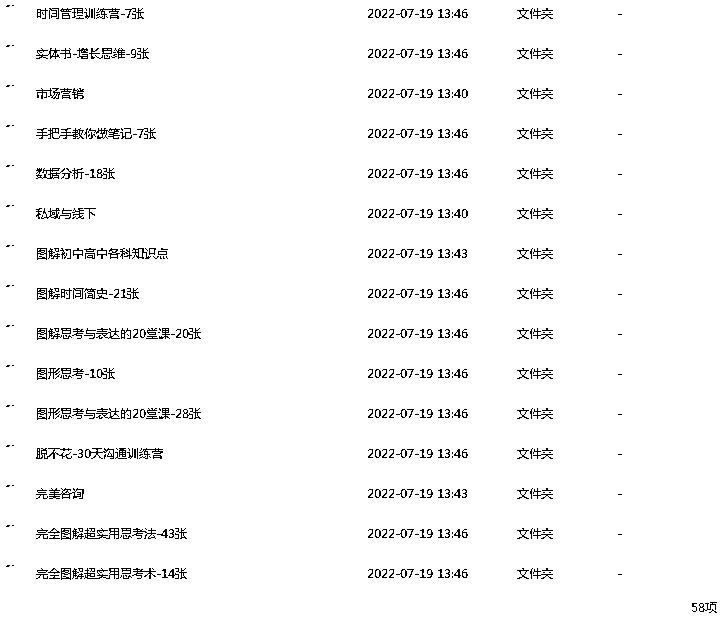 时间管理训练营-7张 2022-07-19 13:46 文件夹 -
实体书-增长思维-9张 2022-07-19 13:46 文件夹 -
市场营销 2022-07-19 13:40 文件夹 -
手把手教你做笔记-7张 2022-07-19 13:46 文件夹 -
数据分析-18张 2022-07-19 13:46 文件夹 -
私域与线下 2022-07-19 13:40 文件夹 -
图解初中高中各科知识点 2022-07-19 13:43 文件夹 -
图解时间简史-21张 2022-07-19 13:46 文件夹 -
图解思考与表达的20堂课-20张 2022-07-19 13:46 文件夹 -
图形思考-10张 2022-07-19 13:46 文件夹 -
图形思考与表达的20堂课-28张 2022-07-19 13:46 文件夹 -
脱不花-30天沟通训练营 2022-07-19 13:46 文件夹 -
完美咨询 2022-07-19 13:43 文件夹 -
完全图解超实用思考法-43张 2022-07-19 13:46 文件夹 -
完全图解超实用思考术-14张 2022-07-19 13:46 文件夹 -
58项